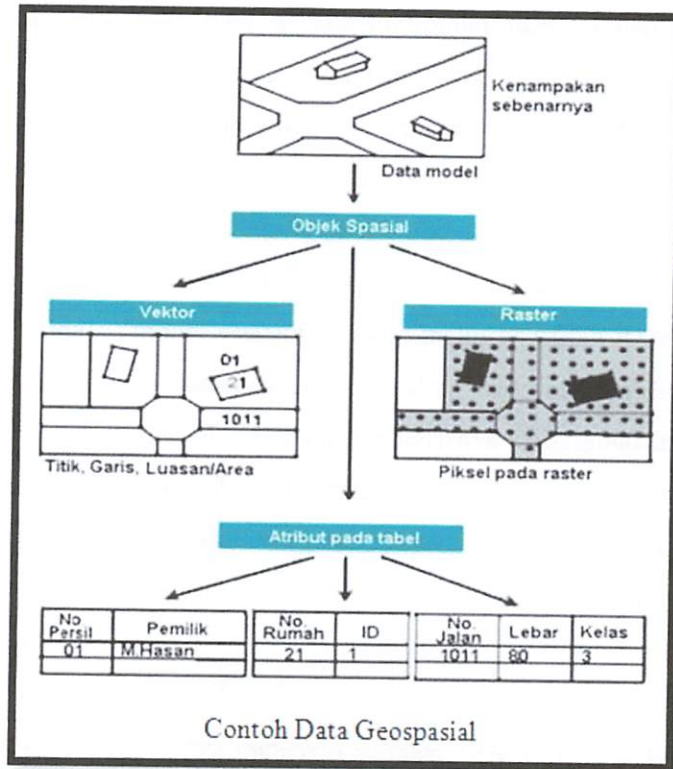 Kenampakan
sebenarnya
Data model
Objek Spasial
Vektor
Raster
01
21
1011
Titik, Garis, Luasan/Area
Piksel pada raster
Atribut pada tabel
No Persil Pemilik
01 M.Hasan
No. Rumah ID
21 1
No. Jalan Lebar Kelas
1011 80 3
Contoh Data Geospasial